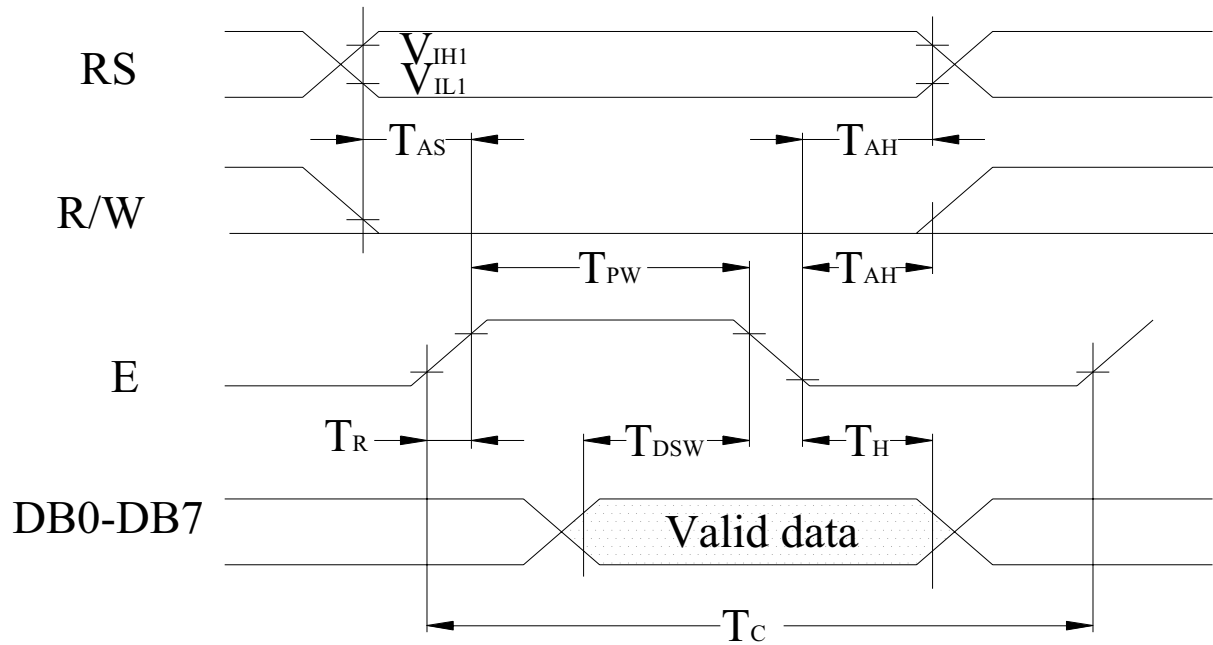 RS
VIH1
VIL1
TAS
TAH
R/W
TPW
TAH
E
TR
TDSW
TH
DB0-DB7
Valid data
TC